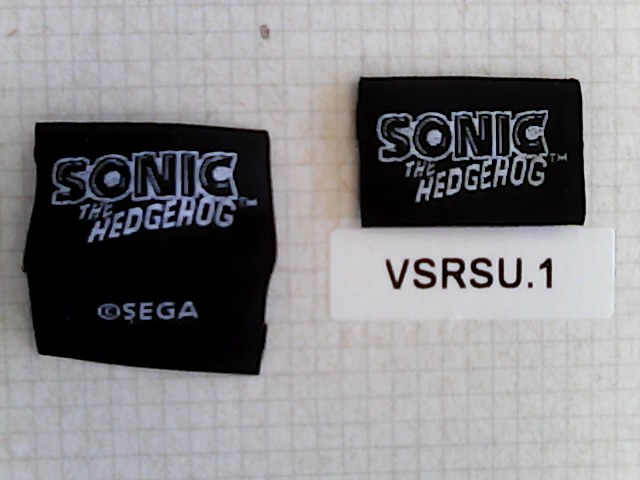 SONIC
THE
HEDGEHOG™
©SEGA
SONIC
THE
HEDGEHOG™
VSRSU.1